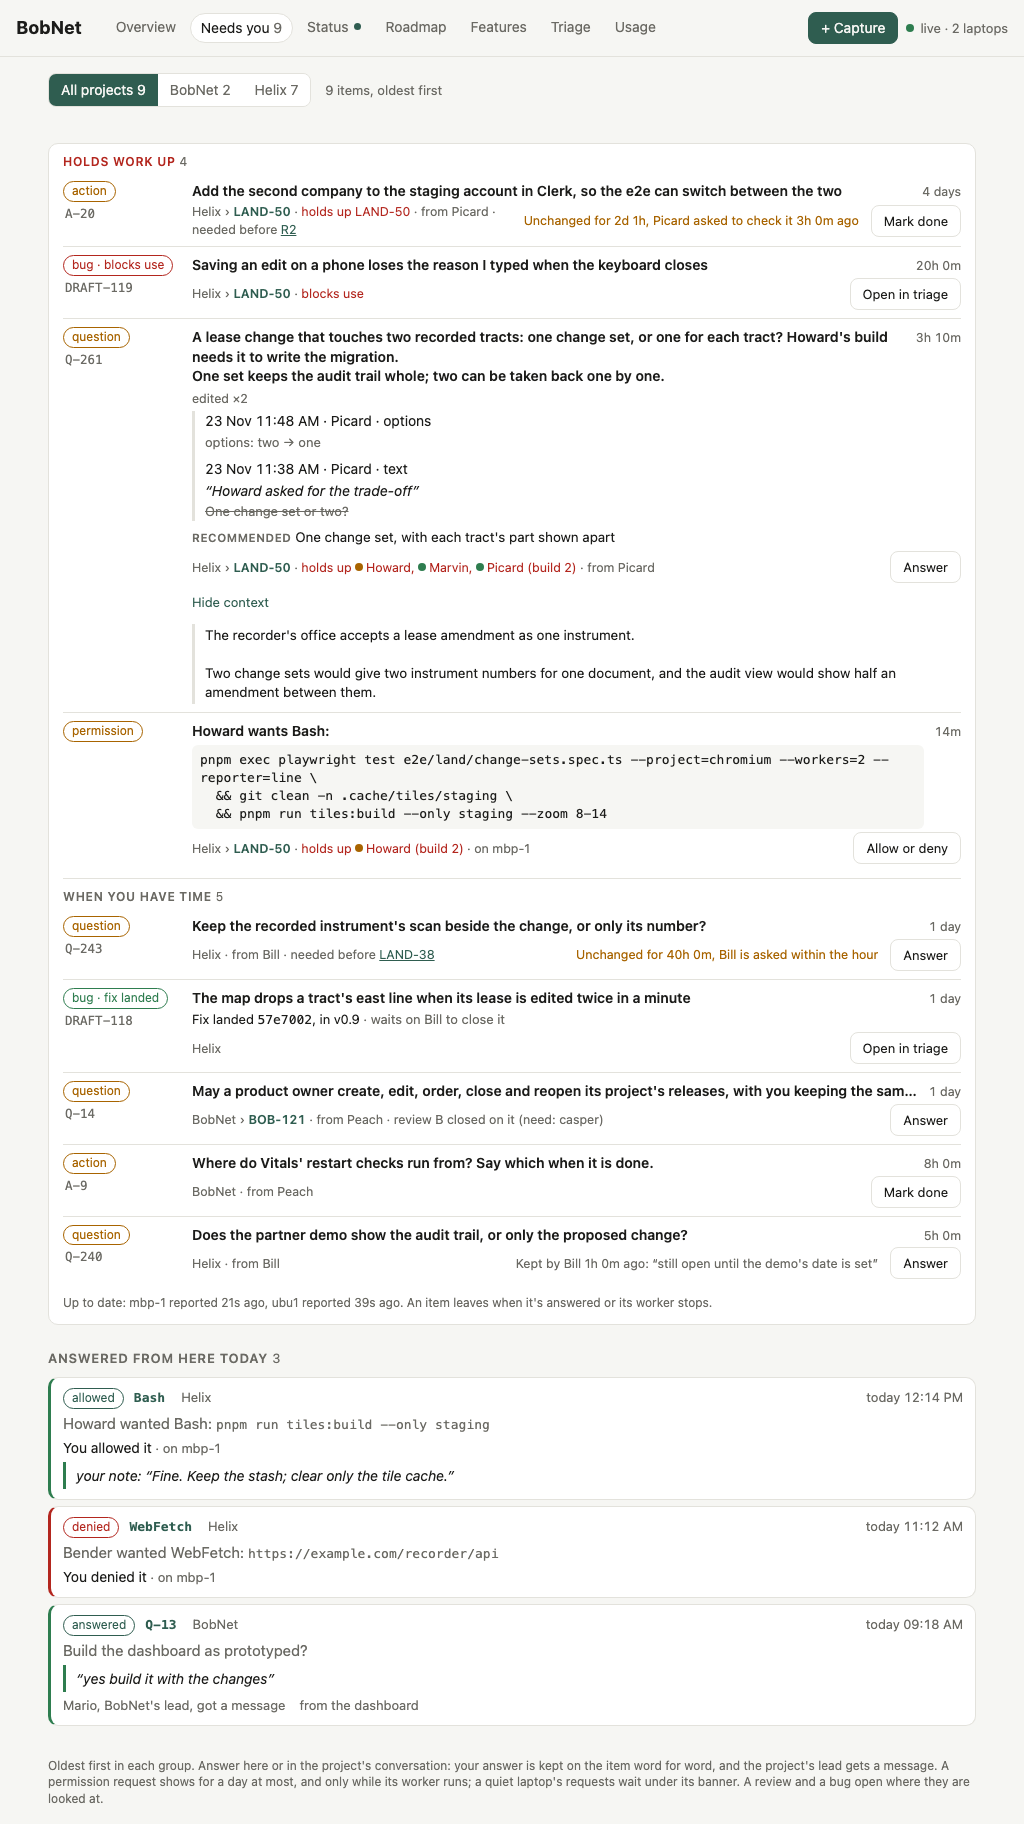 BobNet
Overview
Needs you 9
Status
Roadmap
Features
Triage
Usage
+ Capture
live · 2 laptops
All projects 9
BobNet 2
Helix 7
9 items, oldest first
HOLDS WORK UP 4
action
A-20
Add the second company to the staging account in Clerk, so the e2e can switch between the two
4 days
Helix › LAND-50 · holds up LAND-50 · from Picard ·
needed before R2
Unchanged for 2d 1h, Picard asked to check it 3h 0m ago
Mark done
bug · blocks use
DRAFT-119
Saving an edit on a phone loses the reason I typed when the keyboard closes
20h 0m
Helix › LAND-50 · blocks use
Open in triage
question
Q-261
A lease change that touches two recorded tracts: one change set, or one for each tract? Howard's build
needs it to write the migration.
One set keeps the audit trail whole; two can be taken back one by one.
3h 10m
edited ×2
23 Nov 11:48 AM · Picard · options
options: two → one
23 Nov 11:38 AM · Picard · text
“Howard asked for the trade-off”
One change set or two?
RECOMMENDED One change set, with each tract's part shown apart
Helix › LAND-50 · holds up Howard, Marvin, Picard (build 2) · from Picard
Answer
Hide context
The recorder's office accepts a lease amendment as one instrument.
Two change sets would give two instrument numbers for one document, and the audit view would show half an
amendment between them.
permission
Howard wants Bash:
14m
pnpm exec playwright test e2e/land/change-sets.spec.ts --project=chromium --workers=2 --
reporter=line \
&& git clean -n .cache/tiles/staging \
&& pnpm run tiles:build --only staging --zoom 8-14
Helix › LAND-50 · holds up Howard (build 2) · on mbp-1
Allow or deny
WHEN YOU HAVE TIME 5
question
Q-243
Keep the recorded instrument's scan beside the change, or only its number?
1 day
Helix · from Bill · needed before LAND-38
Unchanged for 40h 0m, Bill is asked within the hour
Answer
bug · fix landed
DRAFT-118
The map drops a tract's east line when its lease is edited twice in a minute
1 day
Fix landed 57e7002, in v0.9 · waits on Bill to close it
Helix
Open in triage
question
Q-14
May a product owner create, edit, order, close and reopen its project's releases, with you keeping the sam...
1 day
BobNet › BOB-121 · from Peach · review B closed on it (need: casper)
Answer
action
A-9
Where do Vitals' restart checks run from? Say which when it is done.
8h 0m
BobNet · from Peach
Mark done
question
Q-240
Does the partner demo show the audit trail, or only the proposed change?
5h 0m
Helix · from Bill
Kept by Bill 1h 0m ago: “still open until the demo's date is set”
Answer
Up to date: mbp-1 reported 21s ago, ubu1 reported 39s ago. An item leaves when it's answered or its worker stops.
ANSWERED FROM HERE TODAY 3
allowed Bash Helix
today 12:14 PM
Howard wanted Bash: pnpm run tiles:build --only staging
You allowed it · on mbp-1
your note: “Fine. Keep the stash; clear only the tile cache.”
denied WebFetch Helix
today 11:12 AM
Bender wanted WebFetch: https://example.com/recorder/api
You denied it · on mbp-1
answered Q-13 BobNet
today 09:18 AM
Build the dashboard as prototyped?
“yes build it with the changes”
Mario, BobNet's lead, got a message from the dashboard
Oldest first in each group. Answer here or in the project's conversation: your answer is kept on the item word for word, and the project's lead gets a message. A
permission request shows for a day at most, and only while its worker runs; a quiet laptop's requests wait under its banner. A review and a bug open where they are
looked at.